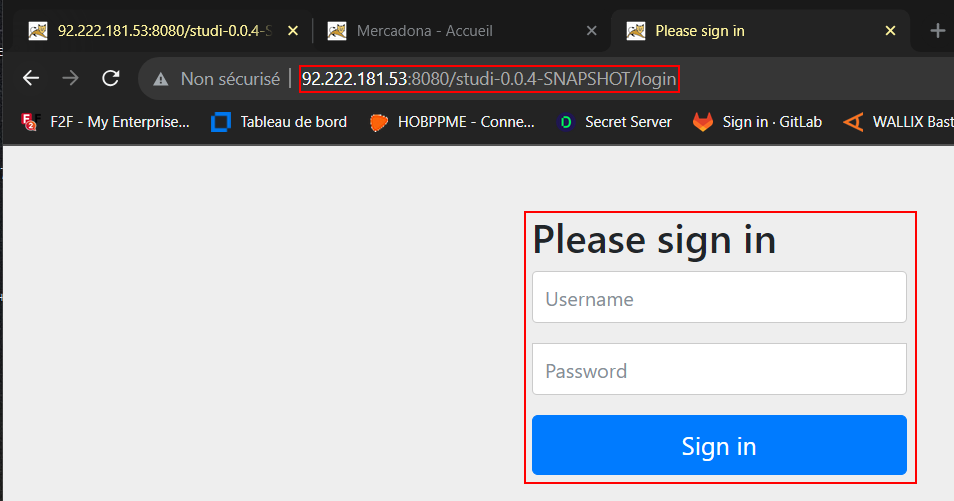 92.222.181.53:8080/studi-0.0.4-S
Mercadona - Accueil
Please sign in
Non sécurisé
92.222.181.53:8080/studi-0.0.4-SNAPSHOT/login
F2F - My Enterprise...
Tableau de bord
HOBPPME - Conne...
Secret Server
Sign in · GitLab
WALLIX Bast
Please sign in
Username
Password
Sign in